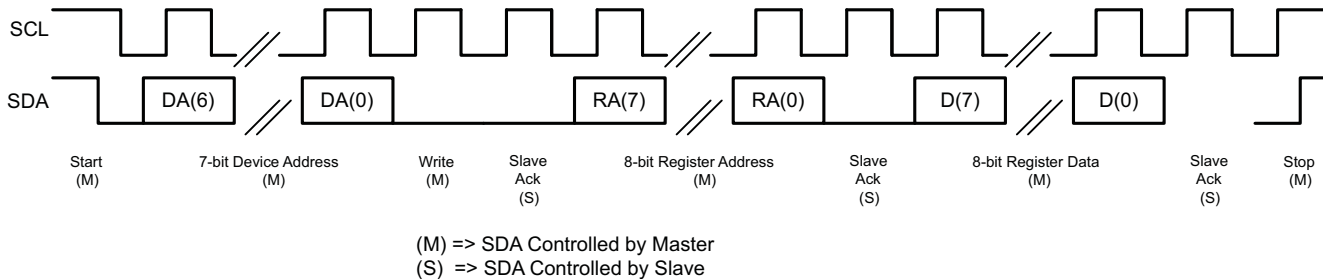 SCL
SDA
DA(6)
DA(0)
RA(7)
RA(0)
D(7)
D(0)
Start
(M)
7-bit Device Address
(M)
Write
(M)
Slave
Ack
(S)
8-bit Register Address
(M)
Slave
Ack
(S)
8-bit Register Data
(M)
Slave
Ack
(S)
Stop
(M)
(M) => SDA Controlled by Master
(S) => SDA Controlled by Slave